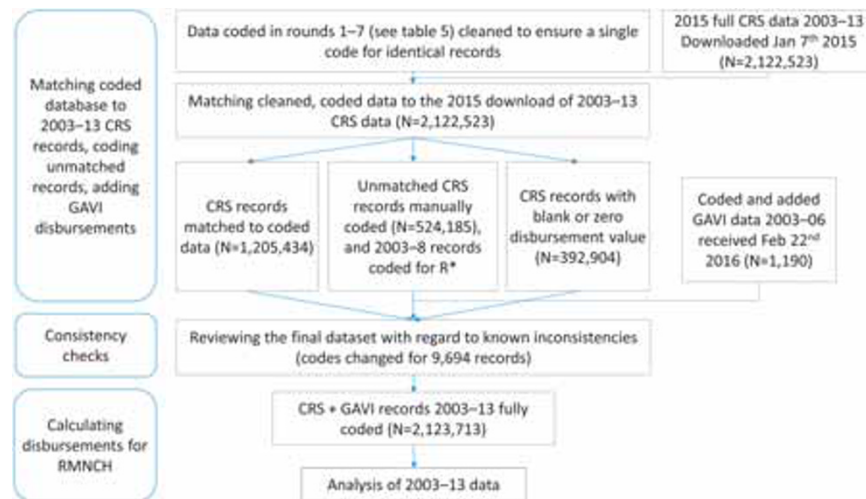 Data coded in rounds 1–7 (see table 5) cleaned to ensure a single
code for identical records
2015 full CRS data 2003–13
Downloaded Jan 7th 2015
(N=2,122,523)
Matching coded
database to
2003–13 CRS
records, coding
unmatched
records, adding
GAVI
disbursements
Matching cleaned, coded data to the 2015 download of 2003–13
CRS data (N=2,122,523)
CRS records
matched to coded
data (N=1,205,434)
Unmatched CRS
records manually
coded (N=524,185),
and 2003–8 records
coded for R*
CRS records with
blank or zero
disbursement value
(N=392,904)
Coded and added
GAVI data 2003–06
received Feb 22nd
2016 (N=1,190)
Consistency
checks
Reviewing the final dataset with regard to known inconsistencies
(codes changed for 9,694 records)
Calculating
disbursements for
RMNCH
CRS + GAVI records 2003–13 fully
coded (N=2,123,713)
Analysis of 2003–13 data